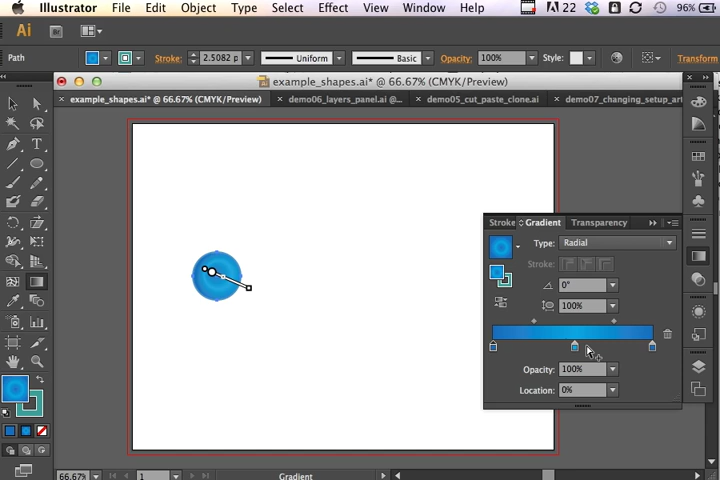 Illustrator File Edit Object Type Select Effect View Window Help 22 96%
Ai Br
Path Stroke: 2.5082 p Uniform Basic Opacity: 100% Style: Transform
example_shapes.ai* @ 66.67% (CMYK/Preview)
× example_shapes.ai* @ 66.67% (CMYK/Preview) × demo06_layers_panel.ai @... × demo05_cut_paste_clone.ai × demo07_changing_setup_art
Stroke Gradient Transparency
Type: Radial
Stroke:
0°
100%
Opacity: 100%
Location: 0%
66.67% 1 Gradient